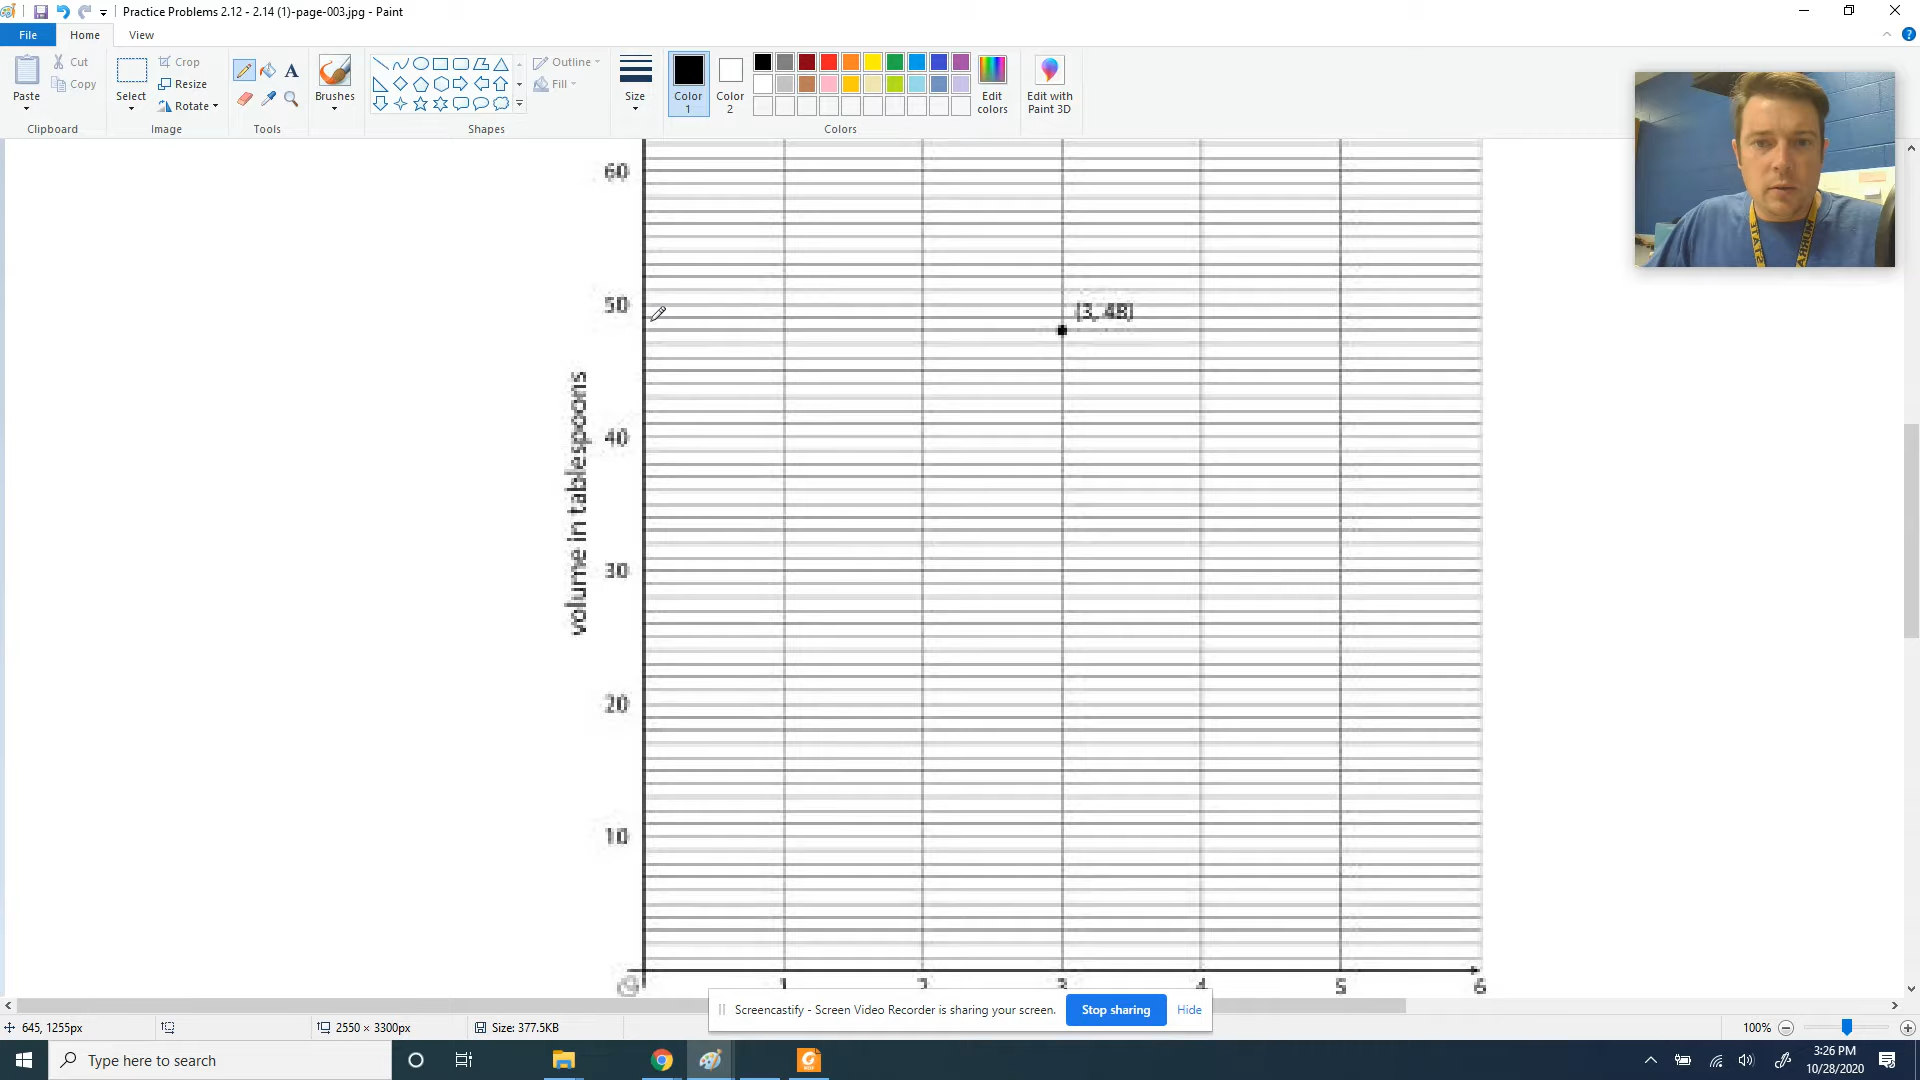 Practice Problems 2.12 - 2.14 (1)-page-003.jpg - Paint
File
Home
View
Paste
Cut
Copy
Clipboard
Select
Crop
Resize
Rotate
Image
Tools
Brushes
Shapes
Outline
Fill
Size
Color
1
Color
2
Colors
Edit
colors
Edit with
Paint 3D
60
50
(3, 48)
volume in tablespoons
40
30
20
10
0
1
2
3
4
5
6
Screencastify - Screen Video Recorder is sharing your screen.
Stop sharing
Hide
645, 1255px
2550 × 3300px
Size: 377.5KB
100%
Type here to search
3:26 PM
10/28/2020